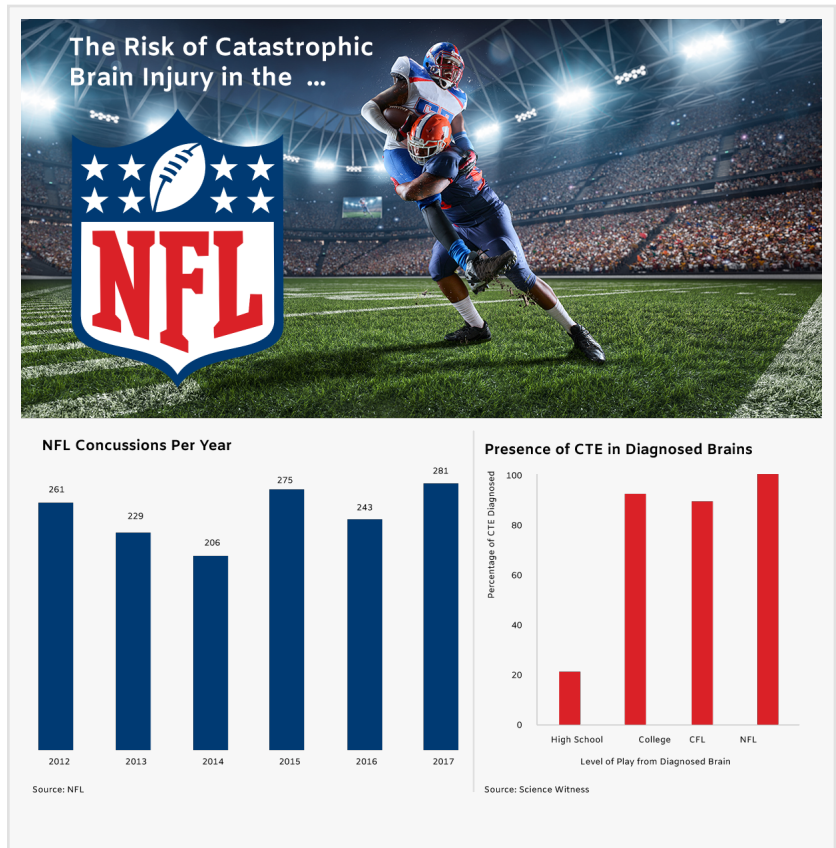 The Risk of Catastrophic
Brain Injury in the ...
NFL
NFL Concussions Per Year
261
229
206
275
243
281
2012
2013
2014
2015
2016
2017
Source: NFL
Presence of CTE in Diagnosed Brains
Percentage of CTE Diagnosed
100
80
60
40
20
0
High School
College
CFL
NFL
Level of Play from Diagnosed Brain
Source: Science Witness